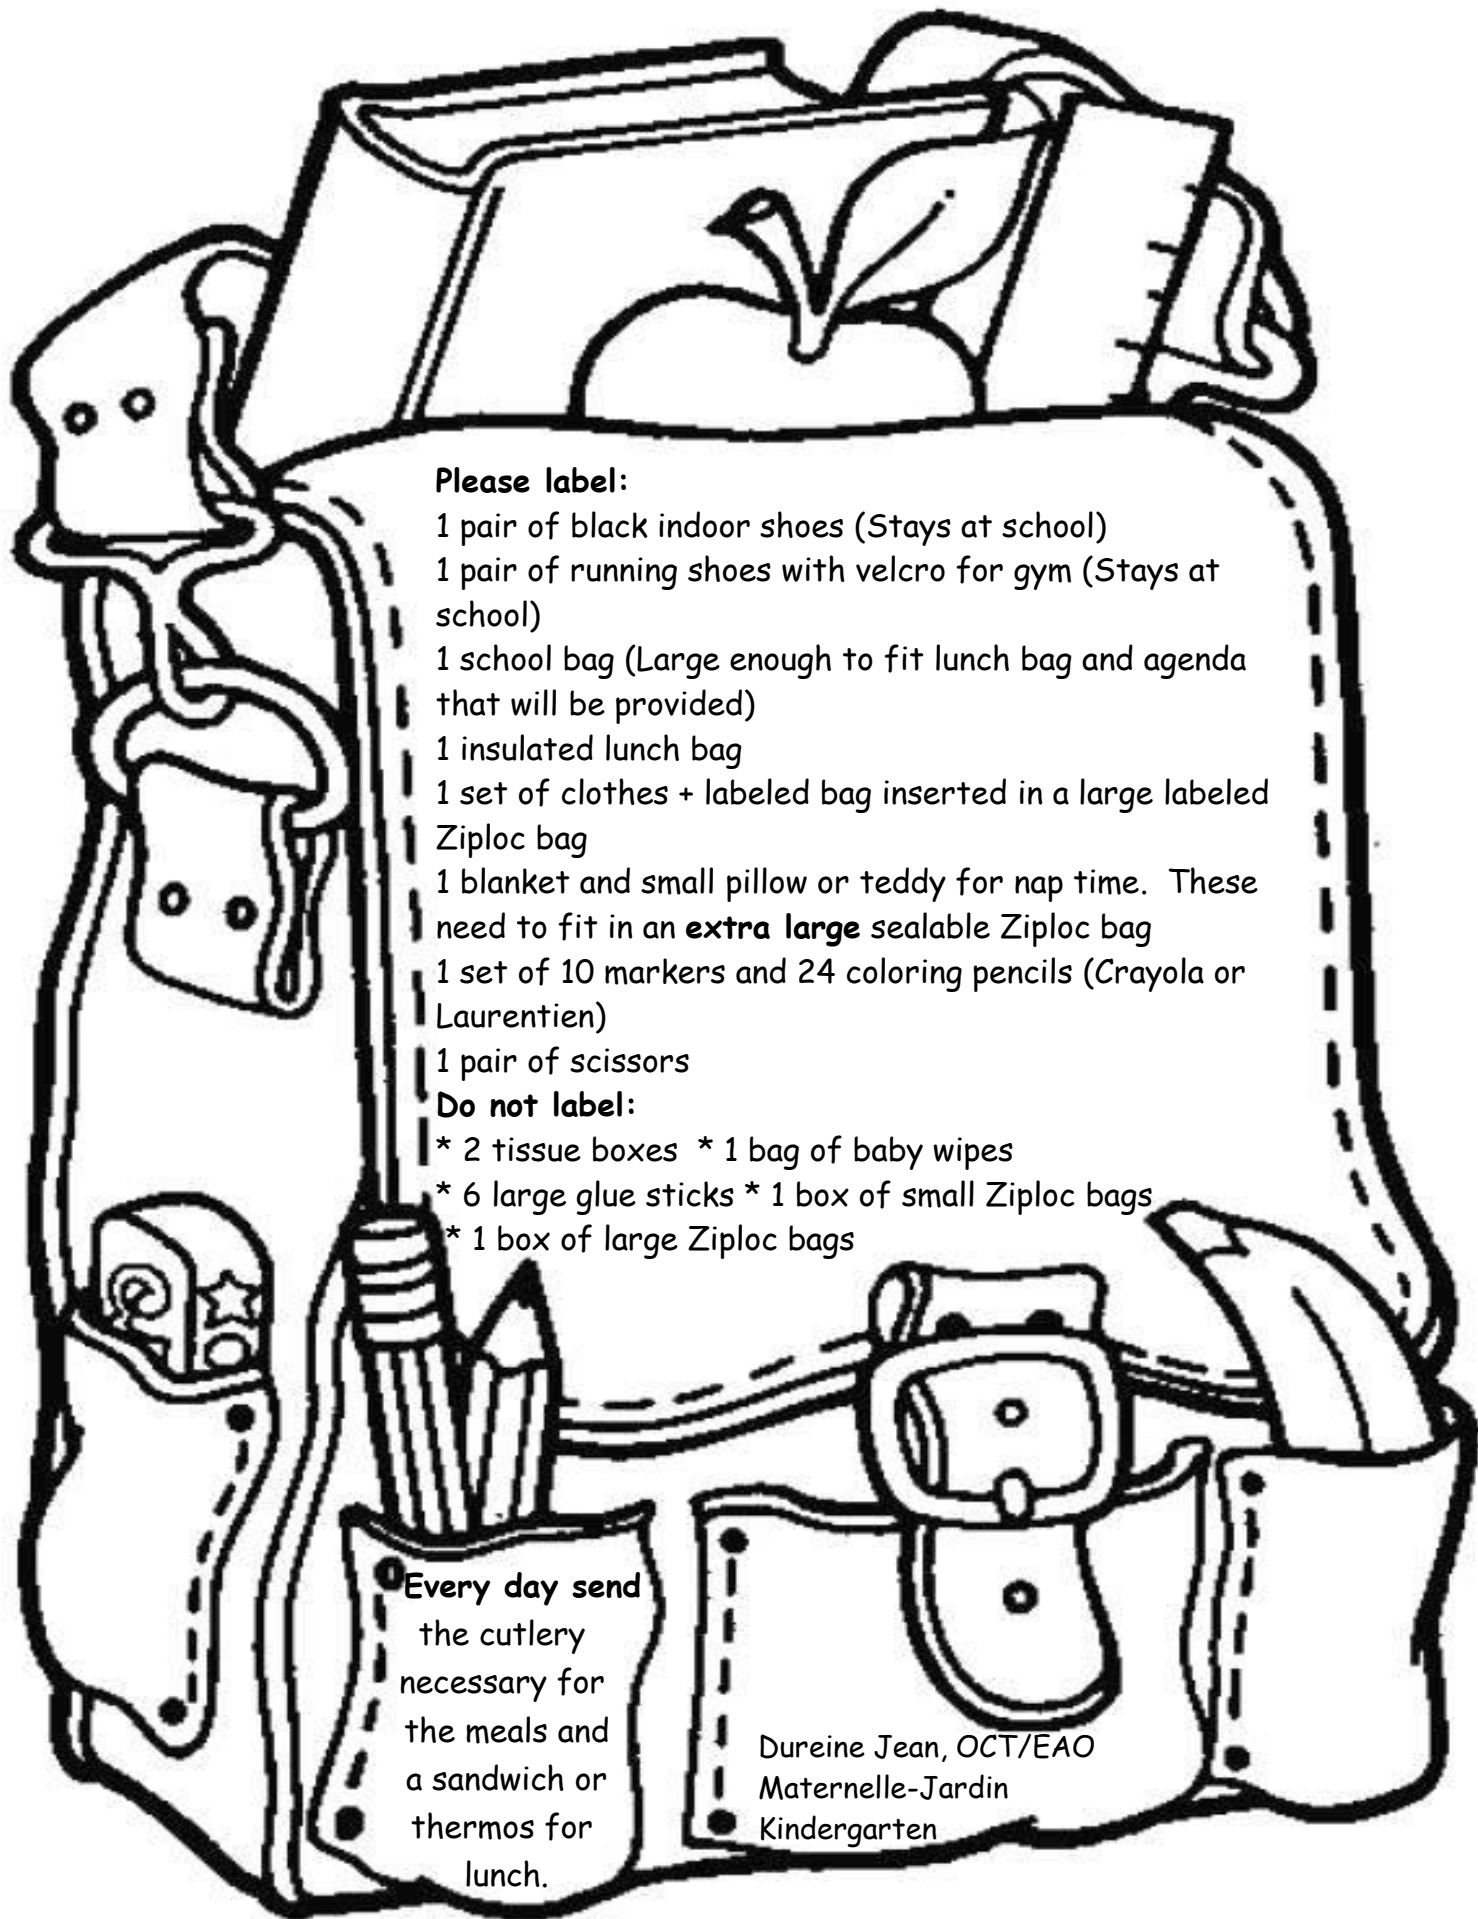 Please label:
1 pair of black indoor shoes (Stays at school)
1 pair of running shoes with velcro for gym (Stays at
school)
1 school bag (Large enough to fit lunch bag and agenda
that will be provided)
1 insulated lunch bag
1 set of clothes + labeled bag inserted in a large labeled
Ziploc bag
1 blanket and small pillow or teddy for nap time.  These
need to fit in an extra large sealable Ziploc bag
1 set of 10 markers and 24 coloring pencils (Crayola or
Laurentien)
1 pair of scissors
Do not label:
* 2 tissue boxes  * 1 bag of baby wipes
* 6 large glue sticks * 1 box of small Ziploc bags
* 1 box of large Ziploc bags
Every day send
the cutlery
necessary for
the meals and
a sandwich or
thermos for
lunch.
Dureine Jean, OCT/EAO
Maternelle-Jardin
Kindergarten